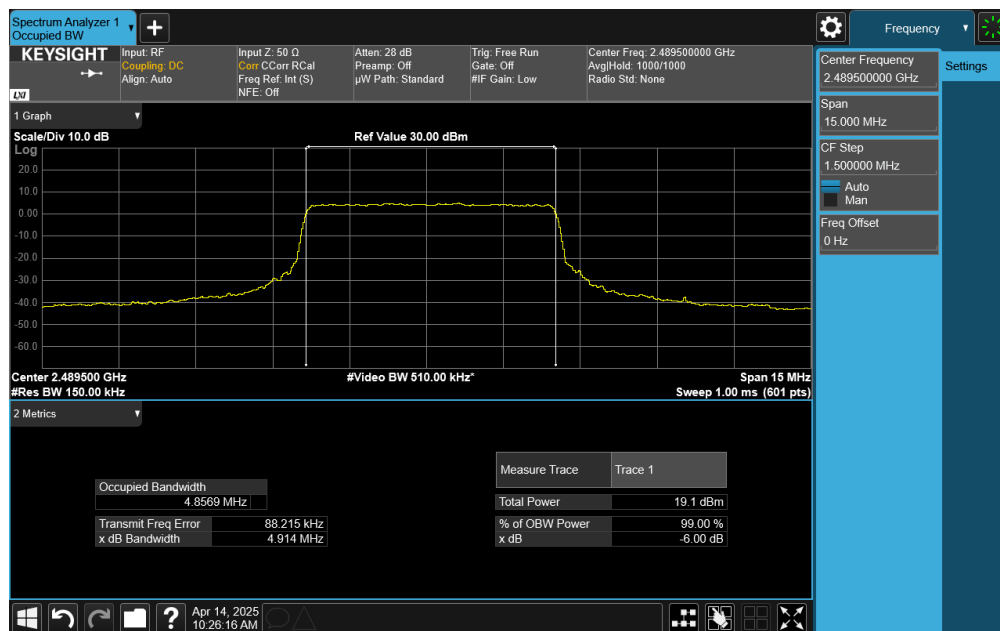 Spectrum Analyzer 1
Occupied BW
Frequency
KEYSIGHT
LXI
Input: RF
Coupling: DC
Align: Auto
Input Z: 50 Ω
Corr CCorr RCal
Freq Ref: Int (S)
NFE: Off
Atten: 28 dB
Preamp: Off
µW Path: Standard
Trig: Free Run
Gate: Off
#IF Gain: Low
Center Freq: 2.489500000 GHz
Avg|Hold: 1000/1000
Radio Std: None
Center Frequency
2.489500000 GHz
Settings
Span
15.000 MHz
CF Step
1.500000 MHz
Auto
Man
Freq Offset
0 Hz
1 Graph
Scale/Div 10.0 dB
Ref Value 30.00 dBm
Log
20.0
10.0
0.00
-10.0
-20.0
-30.0
-40.0
-50.0
-60.0
Center 2.489500 GHz
#Video BW 510.00 kHz*
Span 15 MHz
#Res BW 150.00 kHz
Sweep 1.00 ms (601 pts)
2 Metrics
Measure Trace
Trace 1
Occupied Bandwidth
4.8569 MHz
Total Power
19.1 dBm
Transmit Freq Error
88.215 kHz
% of OBW Power
99.00 %
x dB Bandwidth
4.914 MHz
x dB
-6.00 dB
Apr 14, 2025
10:26:16 AM